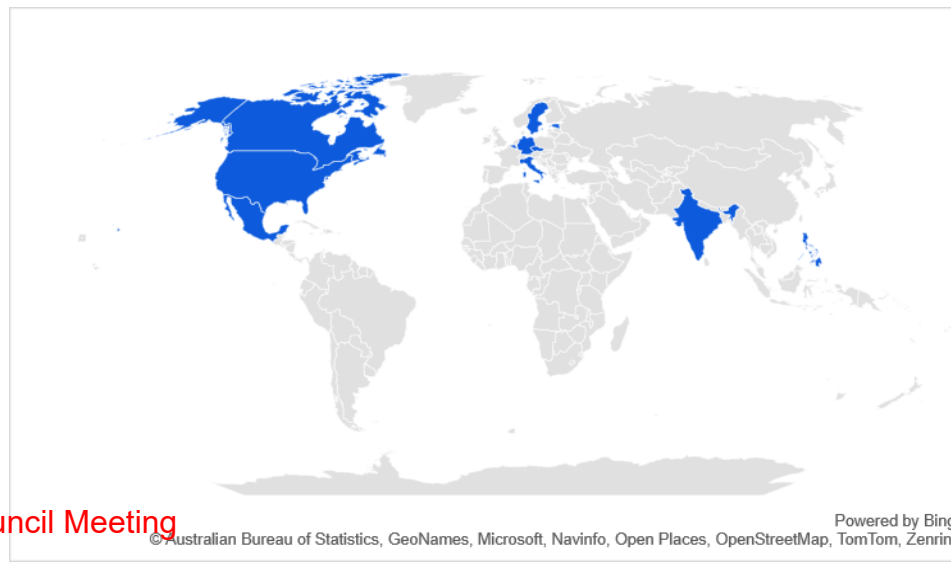 Powered by Bing
uncil Meeting
© Australian Bureau of Statistics, GeoNames, Microsoft, Navinfo, Open Places, OpenStreetMap, TomTom, Zenrin